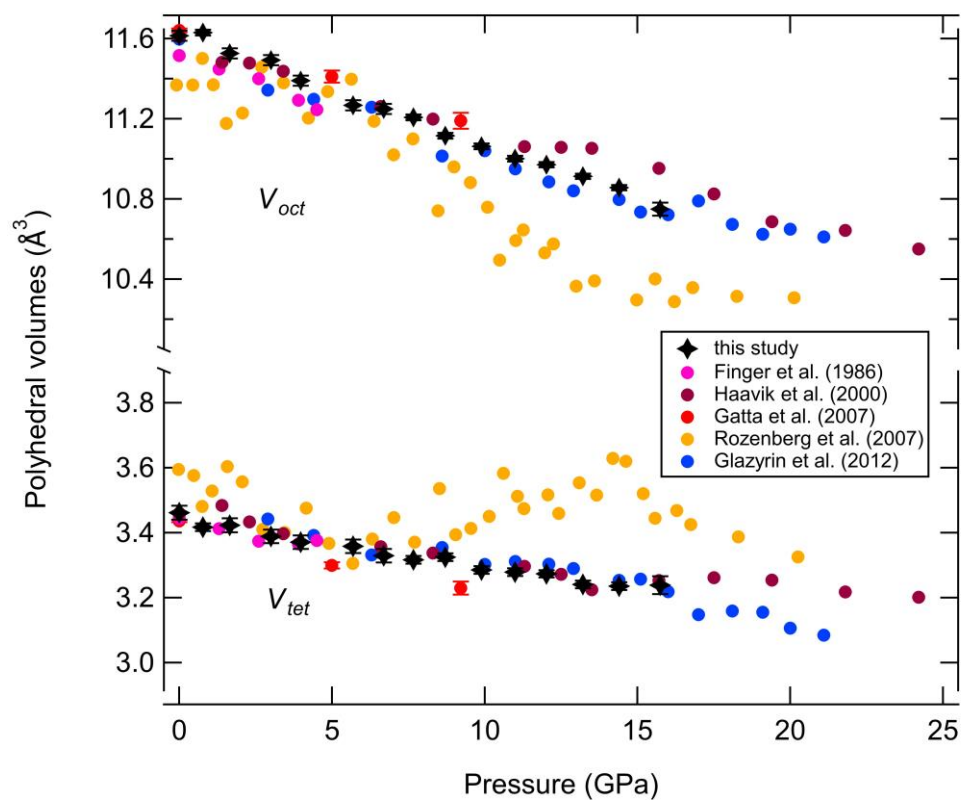 Polyhedral volumes (Å³)
11.6
11.2
10.8
10.4
3.8
3.6
3.4
3.2
3.0
V_oct
V_tet
this study
Finger et al. (1986)
Haavik et al. (2000)
Gatta et al. (2007)
Rozenberg et al. (2007)
Glazyrin et al. (2012)
0 5 10 15 20 25
Pressure (GPa)